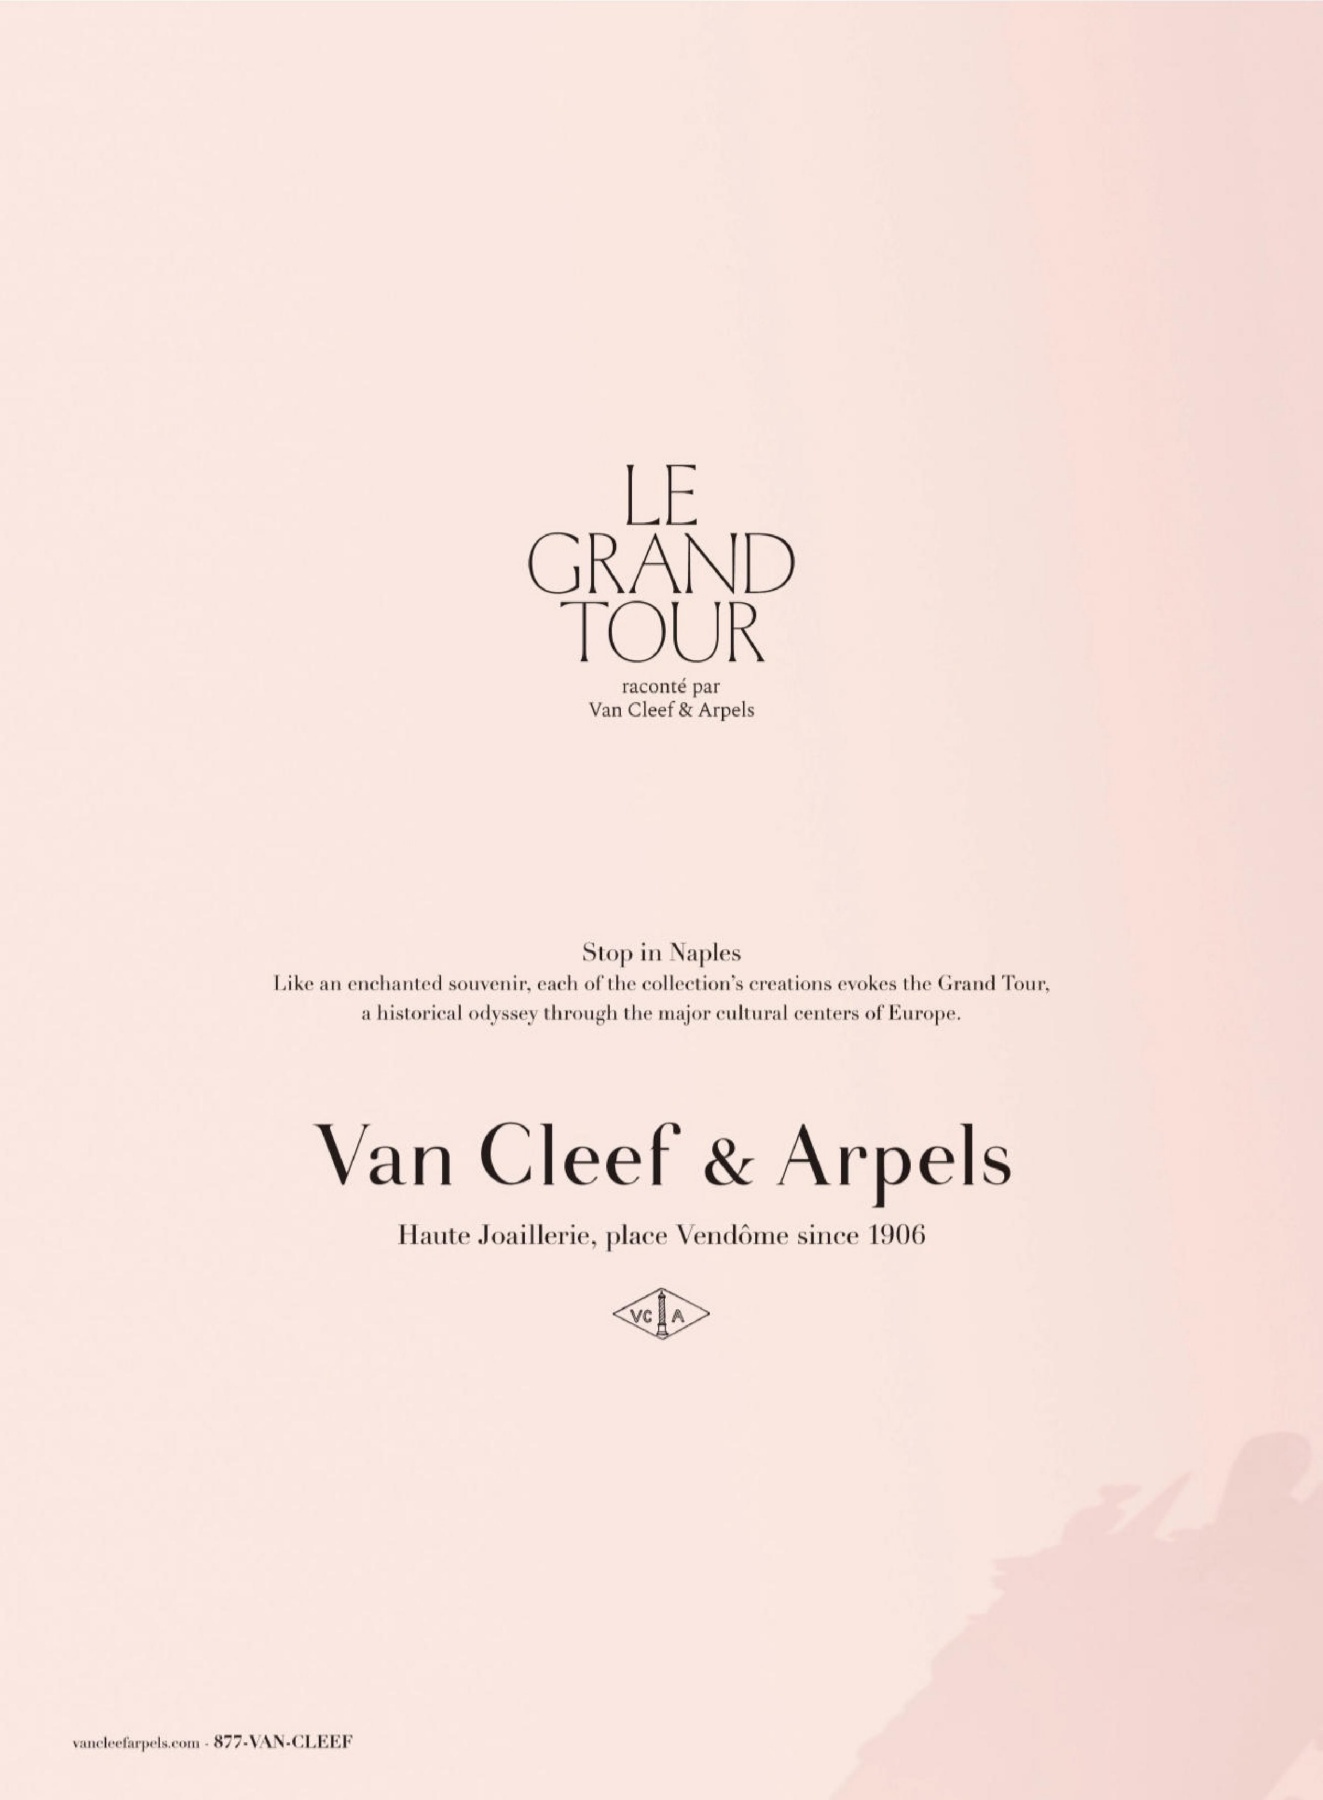 LE
GRAND
TOUR
raconté par
Van Cleef & Arpels
Stop in Naples
Like an enchanted souvenir, each of the collection’s creations evokes the Grand Tour,
a historical odyssey through the major cultural centers of Europe.
Van Cleef & Arpels
Haute Joaillerie, place Vendôme since 1906
VC A
vancleefarpels.com - 877-VAN-CLEEF